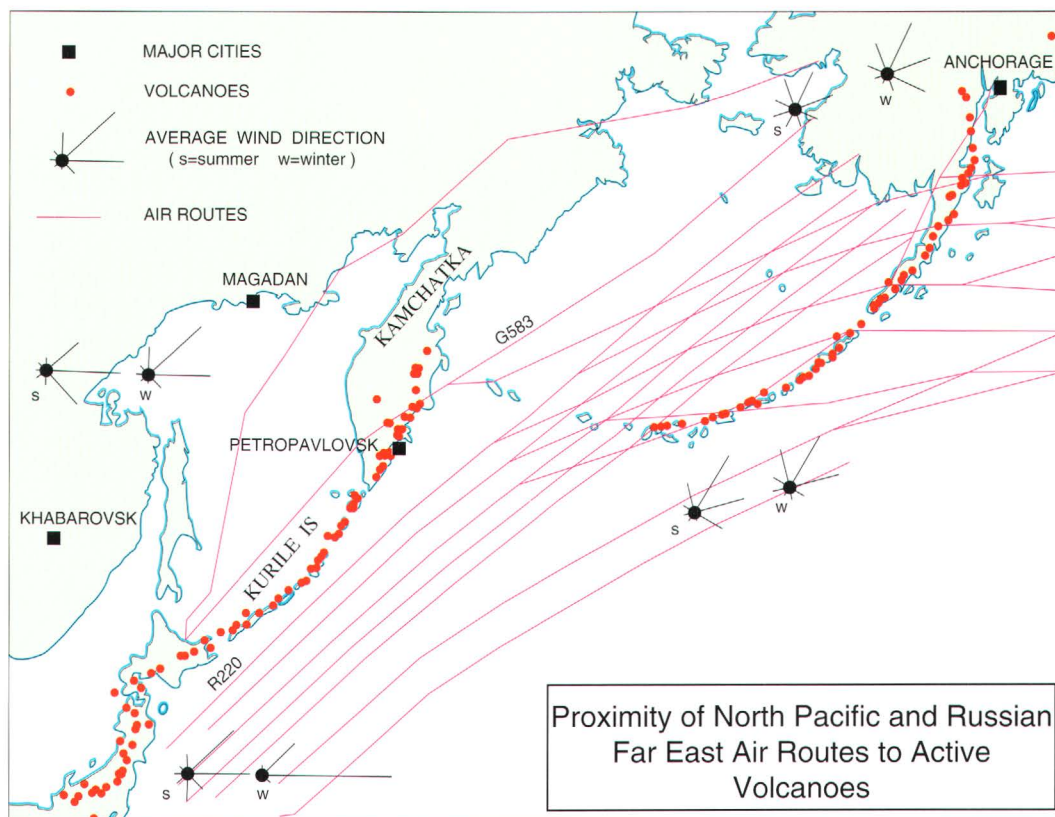 MAJOR CITIES
VOLCANOES
AVERAGE WIND DIRECTION
( s=summer w=winter )
AIR ROUTES
ANCHORAGE
W
S
MAGADAN
KAMCHATKA
G583
S
W
PETROPAVLOVSK
KHABAROVSK
KURILE IS
S
W
R220
S
W
Proximity of North Pacific and Russian
Far East Air Routes to Active
Volcanoes